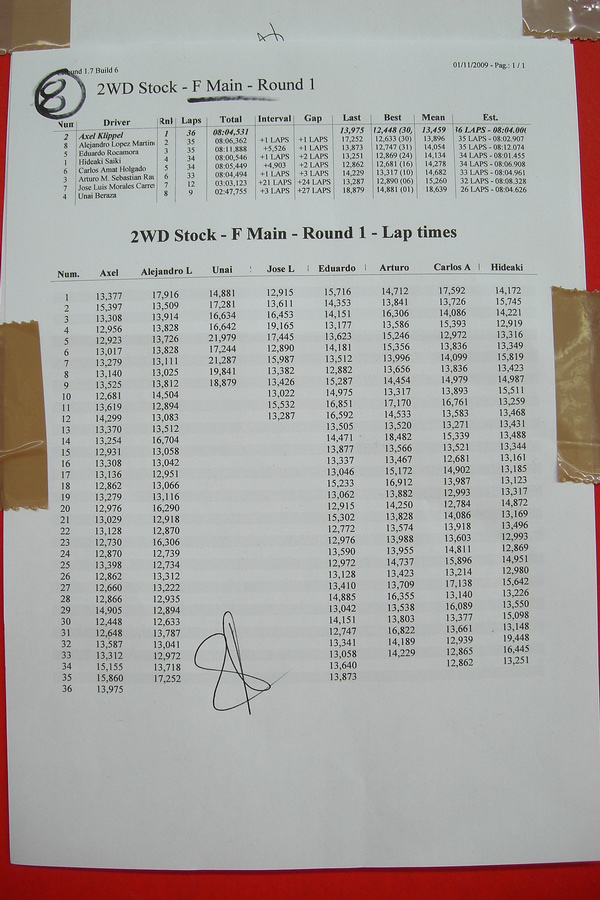 Round 1.7 Build 6 01/11/2009 - Pag.: 1 / 1
8 2WD Stock - F Main - Round 1
Num Driver Rnl Laps Total Interval Gap Last Best Mean Est.
2 Axel Klippel 1 36 08:04,531 13,975 12,448 (30) 13,459 36 LAPS - 08:04.00
8 Alejandro Lopez Martin 2 35 08:06,362 +1 LAPS +1 LAPS 17,252 12,633 (30) 13,896 35 LAPS - 08:02.907
5 Eduardo Rocamora 3 35 08:11,888 +5,526 +1 LAPS 13,873 12,747 (31) 14,054 35 LAPS - 08:12.074
1 Hideaki Saiki 4 34 08:00,546 +1 LAPS +2 LAPS 13,251 12,869 (24) 14,134 34 LAPS - 08:01.455
6 Carlos Amat Holgado 5 34 08:05,449 +4,903 +2 LAPS 12,862 12,681 (16) 14,278 34 LAPS - 08:06.908
3 Arturo M. Sebastian Rau 6 33 08:04,494 +1 LAPS +3 LAPS 14,229 13,317 (10) 14,682 33 LAPS - 08:04.961
7 Jose Luis Morales Carre 7 12 03:03,123 +21 LAPS +24 LAPS 13,287 12,890 (06) 15,260 32 LAPS - 08:08.328
4 Unai Beraza 8 9 02:47,755 +3 LAPS +27 LAPS 18,879 14,881 (01) 18,639 26 LAPS - 08:04.626
2WD Stock - F Main - Round 1 - Lap times
Num. Axel Alejandro L Unai Jose L Eduardo Arturo Carlos A Hideaki
1 13,377 17,916 14,881 12,915 15,716 14,712 17,592 14,172
2 15,397 13,509 17,281 13,611 14,353 13,841 13,726 15,745
3 13,308 13,914 16,634 16,453 14,151 16,306 14,086 14,221
4 12,956 13,828 16,642 19,165 13,177 13,586 15,393 12,919
5 12,923 13,726 21,979 17,445 13,623 15,246 12,972 13,316
6 13,017 13,828 17,244 12,890 14,181 15,356 13,836 13,349
7 13,279 13,111 21,287 15,987 13,512 13,996 14,099 15,819
8 13,140 13,025 19,841 13,382 12,882 13,656 13,836 13,423
9 13,525 13,812 18,879 13,426 15,287 14,454 14,979 14,987
10 12,681 14,504 13,022 14,975 13,317 13,893 15,511
11 13,619 12,894 15,532 16,851 17,170 16,761 13,259
12 14,299 13,083 13,287 16,592 14,533 13,583 13,468
13 13,370 13,512 13,505 13,520 13,271 13,431
14 13,254 16,704 14,471 18,482 15,339 13,488
15 12,931 13,058 13,877 13,566 13,521 13,344
16 13,308 13,042 13,337 13,467 12,681 13,161
17 13,136 12,951 13,046 15,172 14,902 13,185
18 12,862 13,066 15,233 16,912 13,987 13,123
19 13,279 13,116 13,062 13,882 12,993 13,317
20 12,976 16,290 12,915 14,250 12,784 14,872
21 13,029 12,918 15,302 13,828 14,086 13,169
22 13,128 12,870 12,772 13,574 13,918 13,496
23 12,730 16,306 12,976 13,988 13,603 12,993
24 12,870 12,739 13,590 13,955 14,811 12,869
25 13,398 12,734 12,972 14,737 15,896 14,951
26 12,862 13,312 13,128 13,423 13,214 12,980
27 12,660 13,222 13,410 13,709 17,138 15,642
28 12,866 12,935 14,885 16,355 13,140 13,226
29 14,905 12,894 13,042 13,538 16,089 13,550
30 12,448 12,633 14,151 13,803 13,377 15,098
31 12,648 13,787 12,747 16,822 13,661 13,148
32 13,587 13,041 13,341 14,189 12,939 19,448
33 13,312 12,972 13,058 14,229 12,865 16,445
34 15,155 13,718 13,640 12,862 13,251
35 15,860 17,252 13,873
36 13,975